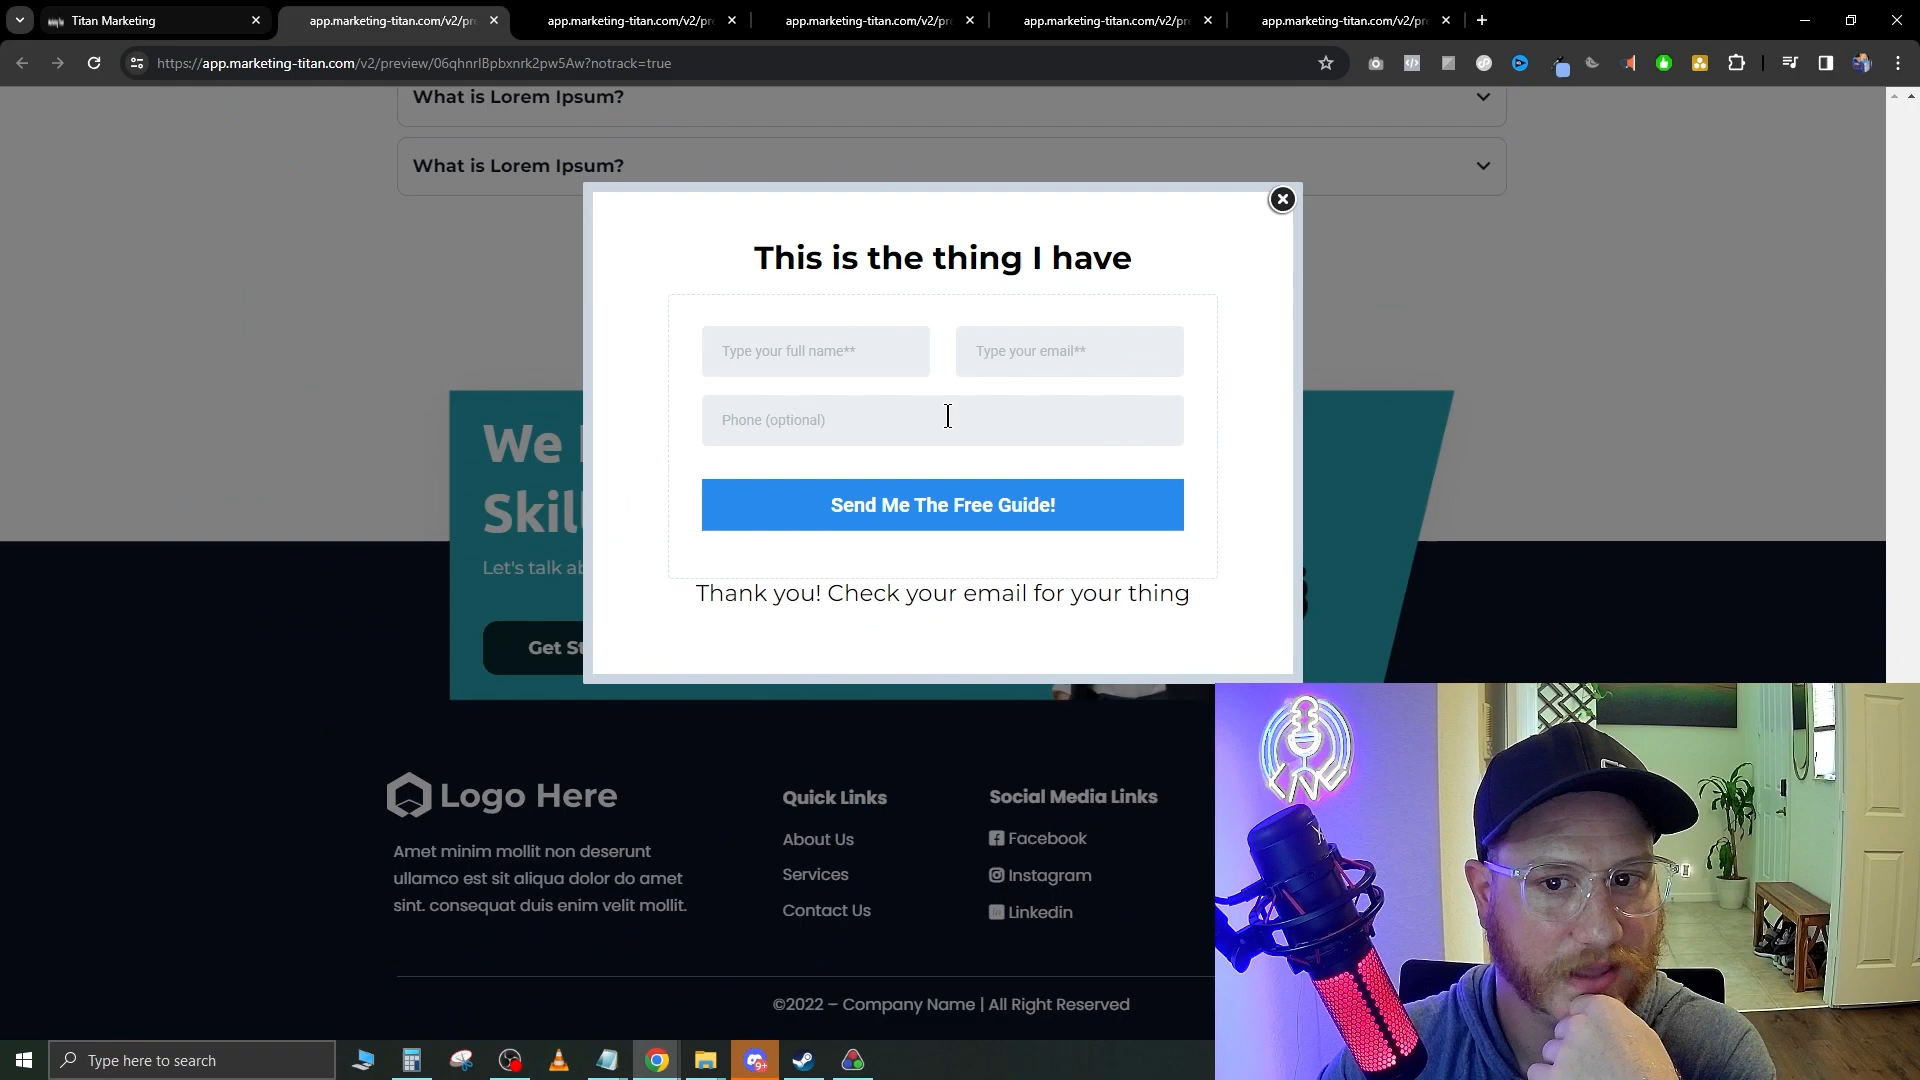 Titan Marketing
app.marketing-titan.com/v2/pr
app.marketing-titan.com/v2/pr
app.marketing-titan.com/v2/pr
app.marketing-titan.com/v2/pr
app.marketing-titan.com/v2/pr
https://app.marketing-titan.com/v2/preview/06qhnrlBpbxnrk2pw5Aw?notrack=true
What is Lorem Ipsum?
What is Lorem Ipsum?
This is the thing I have
Type your full name**
Type your email**
Phone (optional)
Send Me The Free Guide!
Thank you! Check your email for your thing
We
Skil
Let's talk ab
Get St
Logo Here
Amet minim mollit non deserunt
ullamco est sit aliqua dolor do amet
sint. consequat duis enim velit mollit.
Quick Links
About Us
Services
Contact Us
Social Media Links
Facebook
Instagram
Linkedin
©2022 – Company Name | All Right Reserved
Type here to search
9+